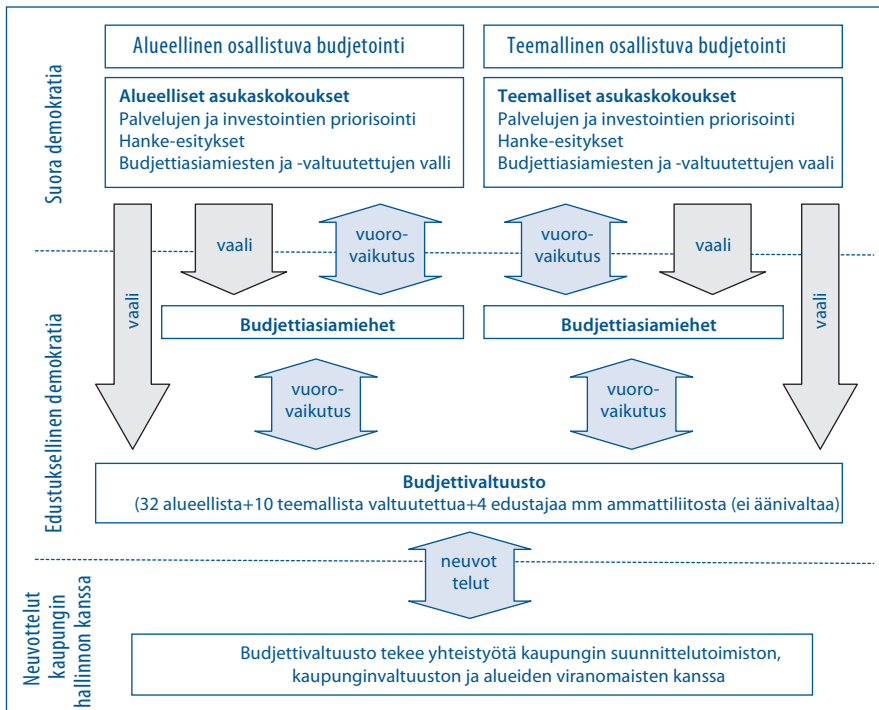 Suora demokratia
Alueellinen osallistuva budjetointi
Teemallinen osallistuva budjetointi
Alueelliset asukaskokoukset
Palvelujen ja investointien priorisointi
Hanke-esitykset
Budjettiasiamiesten ja -valtuutettujen valli
Teemalliset asukaskokoukset
Palvelujen ja investointien priorisointi
Hanke-esitykset
Budjettiasiamiesten ja -valtuutettujen vaali
vaali
vaali
vuoro-
vaikutus
vuoro-
vaikutus
vaali
vaali
Edustuksellinen demokratia
Budjettiasiamiehet
Budjettiasiamiehet
vuoro-
vaikutus
vuoro-
vaikutus
Budjettivaltuusto
(32 alueellista+10 teemallista valtuutettua+4 edustajaa mm ammattiliitosta (ei äänivaltaa)
neuvot
telut
Neuvottelut
kaupungin
hallinnon kanssa
Budjettivaltuusto tekee yhteistyötä kaupungin suunnittelutoimiston,
kaupunginvaltuuston ja alueiden viranomaisten kanssa